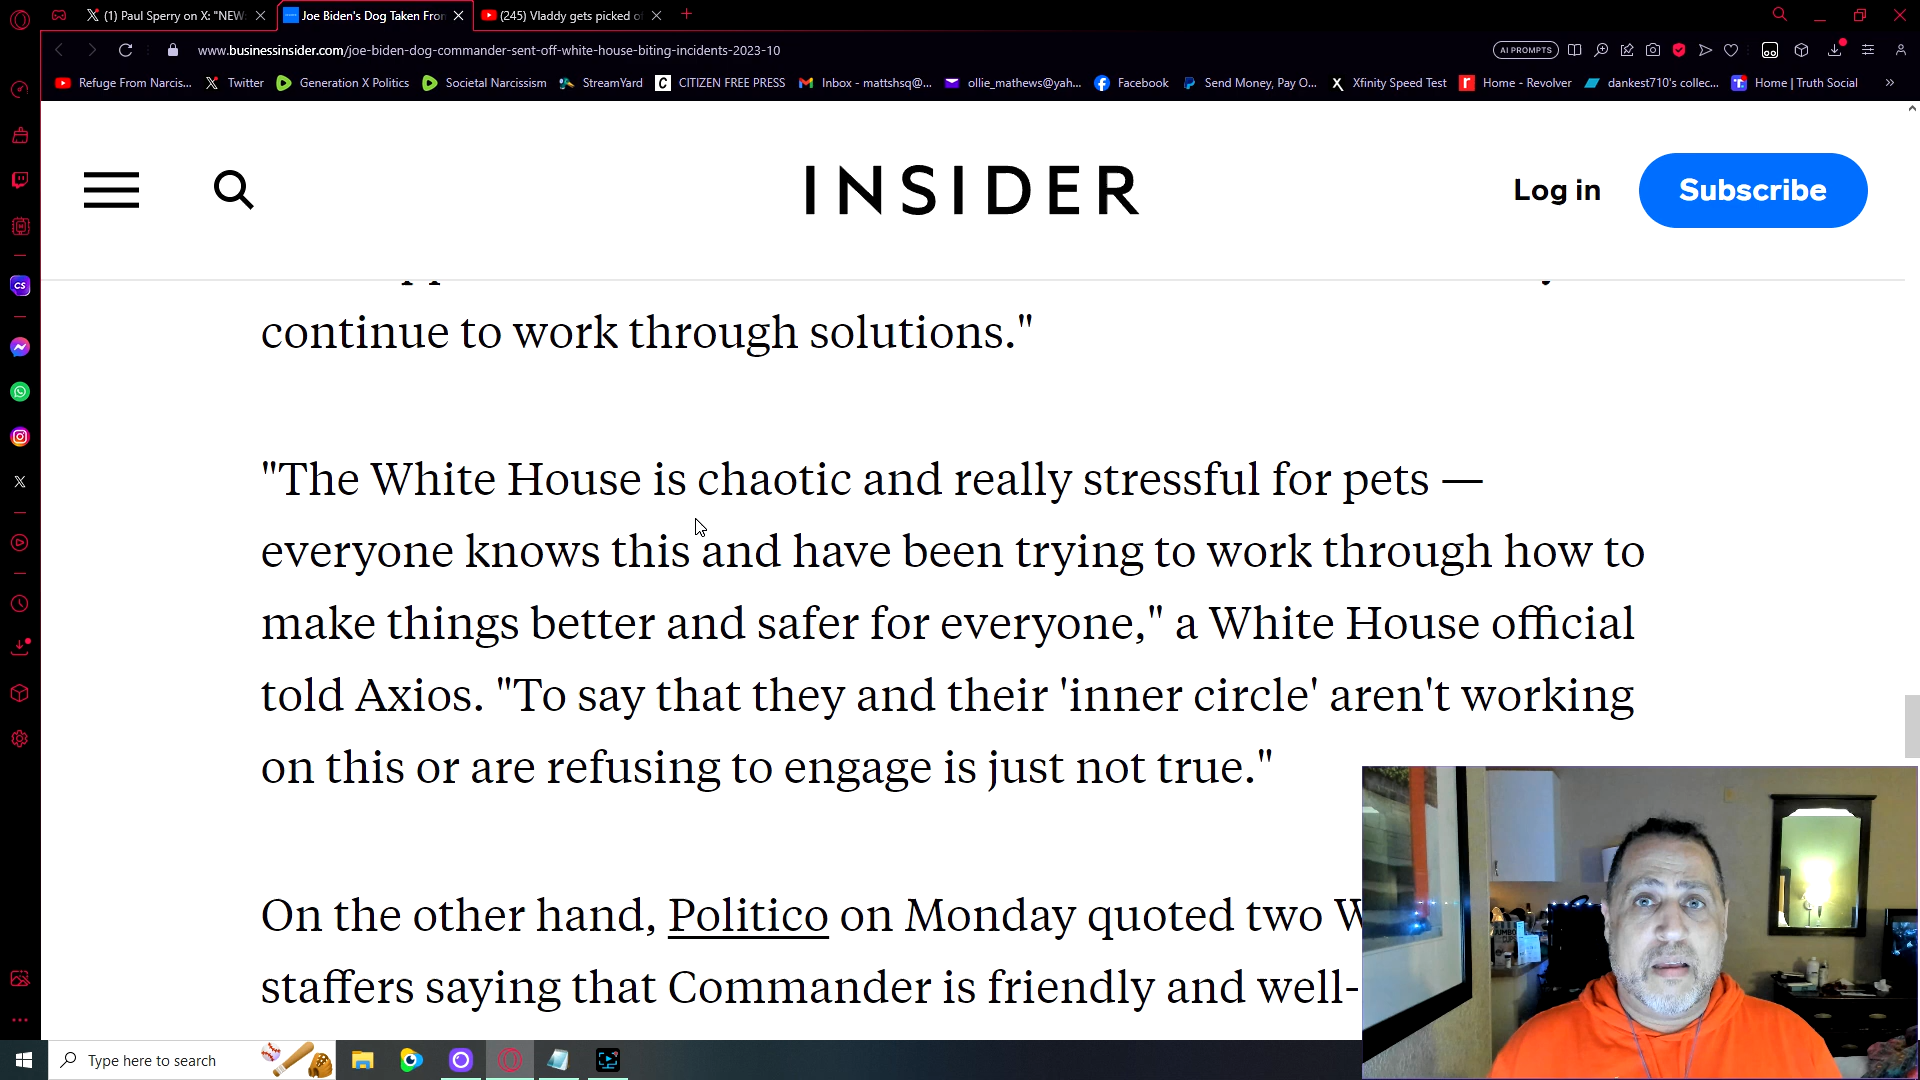 (1) Paul Sperry on X: "NEW
Joe Biden's Dog Taken Fron
(245) Vladdy gets picked o
www.businessinsider.com/joe-biden-dog-commander-sent-off-white-house-biting-incidents-2023-10
AI PROMPTS
Refuge From Narcis... Twitter Generation X Politics Societal Narcissism StreamYard CITIZEN FREE PRESS Inbox - mattshsq@... ollie_mathews@yah... Facebook Send Money, Pay O... Xfinity Speed Test Home - Revolver dankest710's collec... Home | Truth Social
INSIDER
Log in
Subscribe
continue to work through solutions."
"The White House is chaotic and really stressful for pets —
everyone knows this and have been trying to work through how to
make things better and safer for everyone," a White House official
told Axios. "To say that they and their 'inner circle' aren't working
on this or are refusing to engage is just not true."
On the other hand, Politico on Monday quoted two W
staffers saying that Commander is friendly and well-
CS
Type here to search